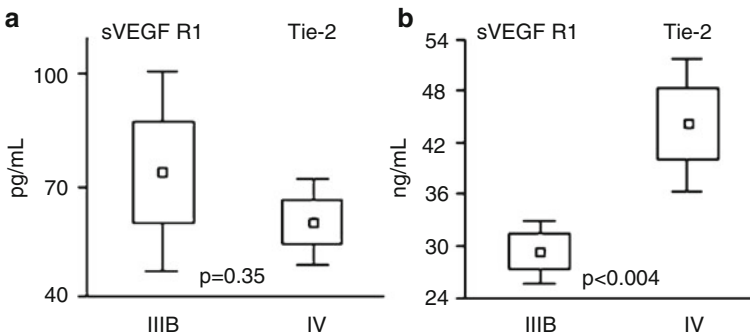 a
sVEGF R1 Tie-2
100
70
40
pg/mL
p=0.35
IIIB IV
b
sVEGF R1 Tie-2
54
48
42
36
30
24
ng/mL
p<0.004
IIIB IV